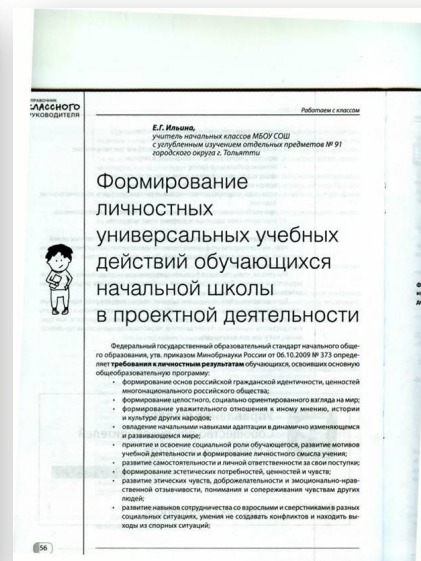 СПРАВОЧНИК
КЛАССНОГО
РУКОВОДИТЕЛЯ
Работаем с классом
Е.Г. Ильина,
учитель начальных классов МБОУ СОШ
с углубленным изучением отдельных предметов № 91
городского округа г. Тольятти
Формирование
личностных
универсальных учебных
действий обучающихся
начальной школы
в проектной деятельности
Федеральный государственный образовательный стандарт начального обще-
го образования, утв. приказом Минобрнауки России от 06.10.2009 № 373 опреде-
ляет требования к личностным результатам обучающихся, освоивших основную
общеобразовательную программу:
• формирование основ российской гражданской идентичности, ценностей
многонационального российского общества;
• формирование целостного, социально ориентированного взгляда на мир;
• формирование уважительного отношения к иному мнению, истории
и культуре других народов;
• овладение начальными навыками адаптации в динамично изменяющемся
и развивающемся мире;
• принятие и освоение социальной роли обучающегося, развитие мотивов
учебной деятельности и формирование личностного смысла учения;
• развитие самостоятельности и личной ответственности за свои поступки;
• формирование эстетических потребностей, ценностей и чувств;
• развитие этических чувств, доброжелательности и эмоционально-нрав-
ственной отзывчивости, понимания и сопереживания чувствам других
людей;
• развитие навыков сотрудничества со взрослыми и сверстниками в разных
социальных ситуациях, умения не создавать конфликтов и находить вы-
ходы из спорных ситуаций;
56